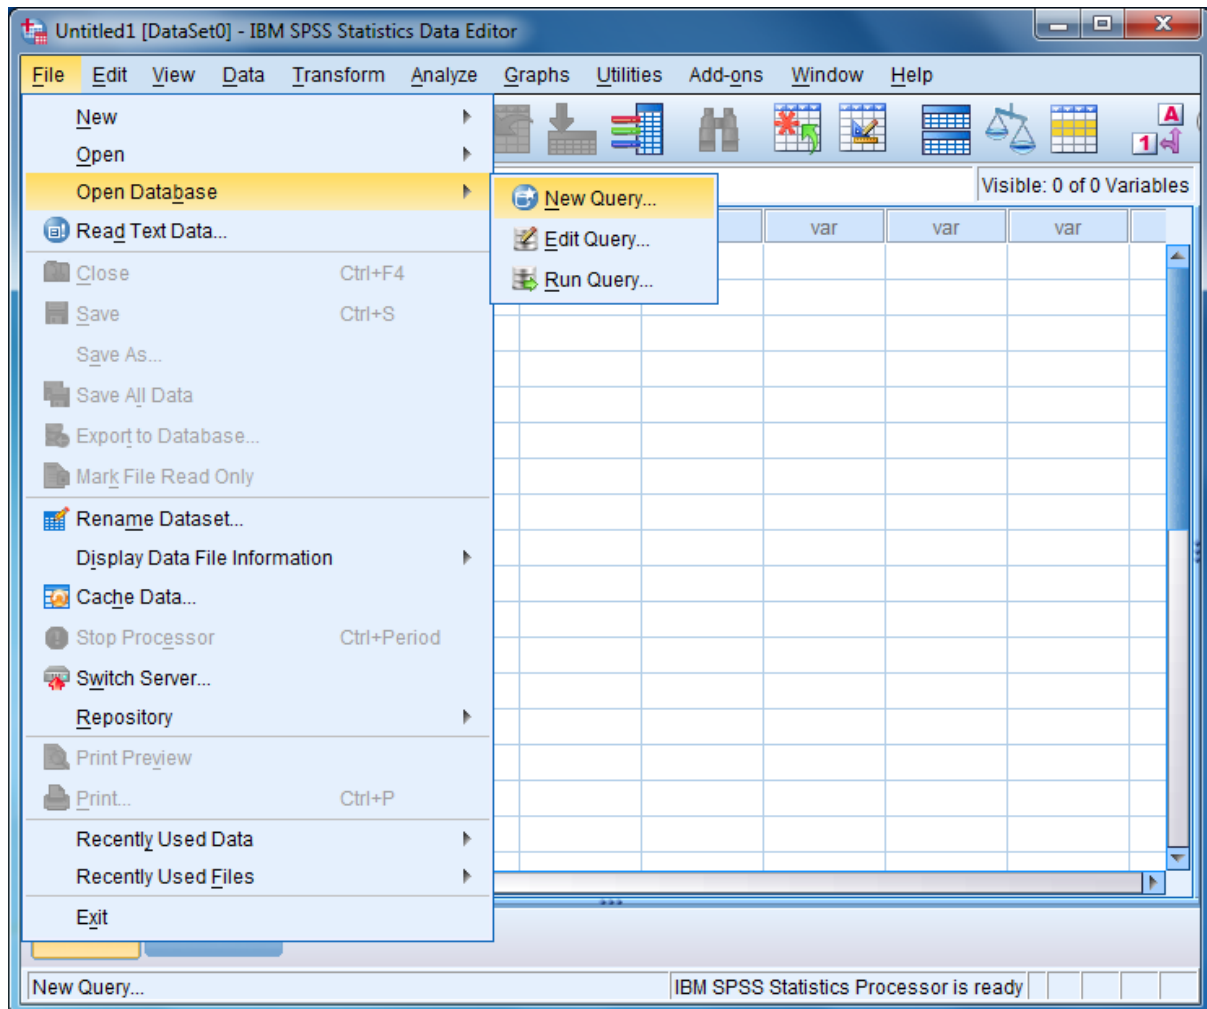 Untitled1 [DataSet0] - IBM SPSS Statistics Data Editor
File Edit View Data Transform Analyze Graphs Utilities Add-ons Window Help
New
Open
Open Database
Read Text Data...
Close Ctrl+F4
Save Ctrl+S
Save As...
Save All Data
Export to Database...
Mark File Read Only
Rename Dataset...
Display Data File Information
Cache Data...
Stop Processor Ctrl+Period
Switch Server...
Repository
Print Preview
Print... Ctrl+P
Recently Used Data
Recently Used Files
Exit
New Query...
Edit Query...
Run Query...
A
1
Visible: 0 of 0 Variables
var var var
New Query...
IBM SPSS Statistics Processor is ready